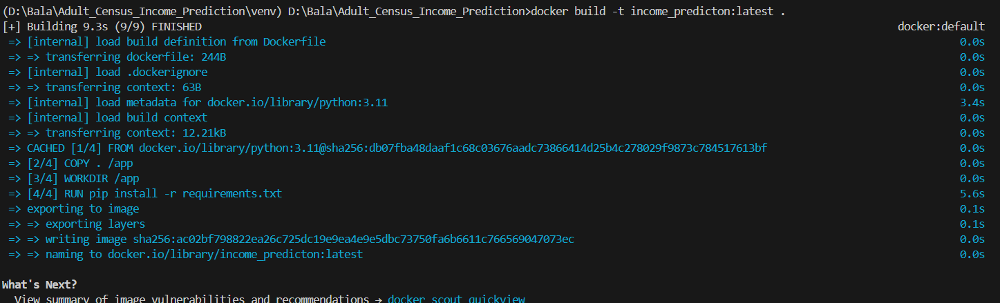 (D:\Bala\Adult_Census_Income_Prediction\venv) D:\Bala\Adult_Census_Income_Prediction>docker build -t income_predicton:latest .
[+] Building 9.3s (9/9) FINISHED docker:default
=> [internal] load build definition from Dockerfile 0.0s
=> => transferring dockerfile: 244B 0.0s
=> [internal] load .dockerignore 0.0s
=> => transferring context: 63B 0.0s
=> [internal] load metadata for docker.io/library/python:3.11 3.4s
=> [internal] load build context 0.0s
=> => transferring context: 12.21kB 0.0s
=> CACHED [1/4] FROM docker.io/library/python:3.11@sha256:db07fba48daaf1c68c03676aadc73866414d25b4c278029f9873c784517613bf 0.0s
=> [2/4] COPY . /app 0.0s
=> [3/4] WORKDIR /app 0.0s
=> [4/4] RUN pip install -r requirements.txt 5.6s
=> exporting to image 0.1s
=> => exporting layers 0.1s
=> => writing image sha256:ac02bf798822ea26c725dc19e9ea4e9e5dbc73750fa6b6611c766569047073ec 0.0s
=> => naming to docker.io/library/income_predicton:latest 0.0s
What's Next?
View summary of image vulnerabilities and recommendations → docker scout quickview